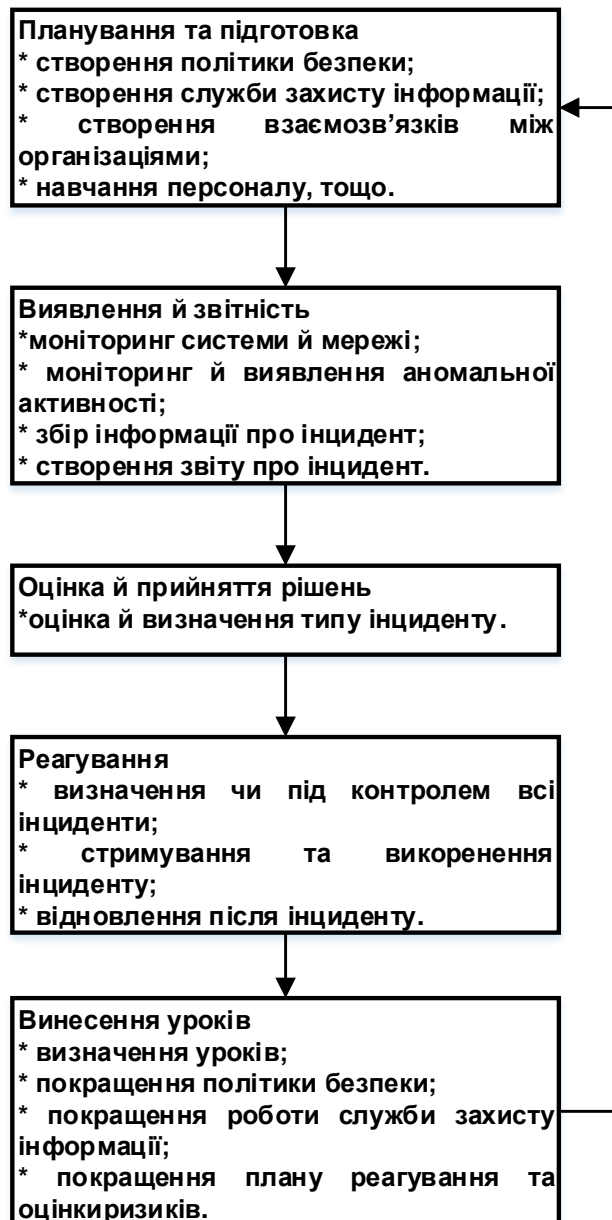 Планування та підготовка
* створення політики безпеки;
* створення служби захисту інформації;
* створення взаємозв’язків між
організаціями;
* навчання персоналу, тощо.
Виявлення й звітність
*моніторинг системи й мережі;
* моніторинг й виявлення аномальної
активності;
* збір інформації про інцидент;
* створення звіту про інцидент.
Оцінка й прийняття рішень
*оцінка й визначення типу інциденту.
Реагування
* визначення чи під контролем всі
інциденти;
* стримування та викоренення
інциденту;
* відновлення після інциденту.
Винесення уроків
* визначення уроків;
* покращення політики безпеки;
* покращення роботи служби захисту
інформації;
* покращення плану реагування та
оцінкиризиків.